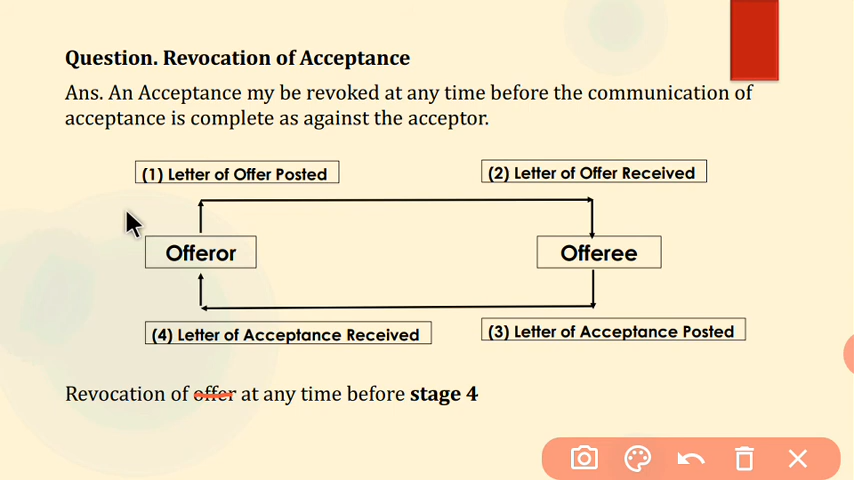 Question. Revocation of Acceptance
Ans. An Acceptance my be revoked at any time before the communication of
acceptance is complete as against the acceptor.
(1) Letter of Offer Posted
(2) Letter of Offer Received
Offeror
Offeree
(4) Letter of Acceptance Received
(3) Letter of Acceptance Posted
Revocation of offer at any time before stage 4